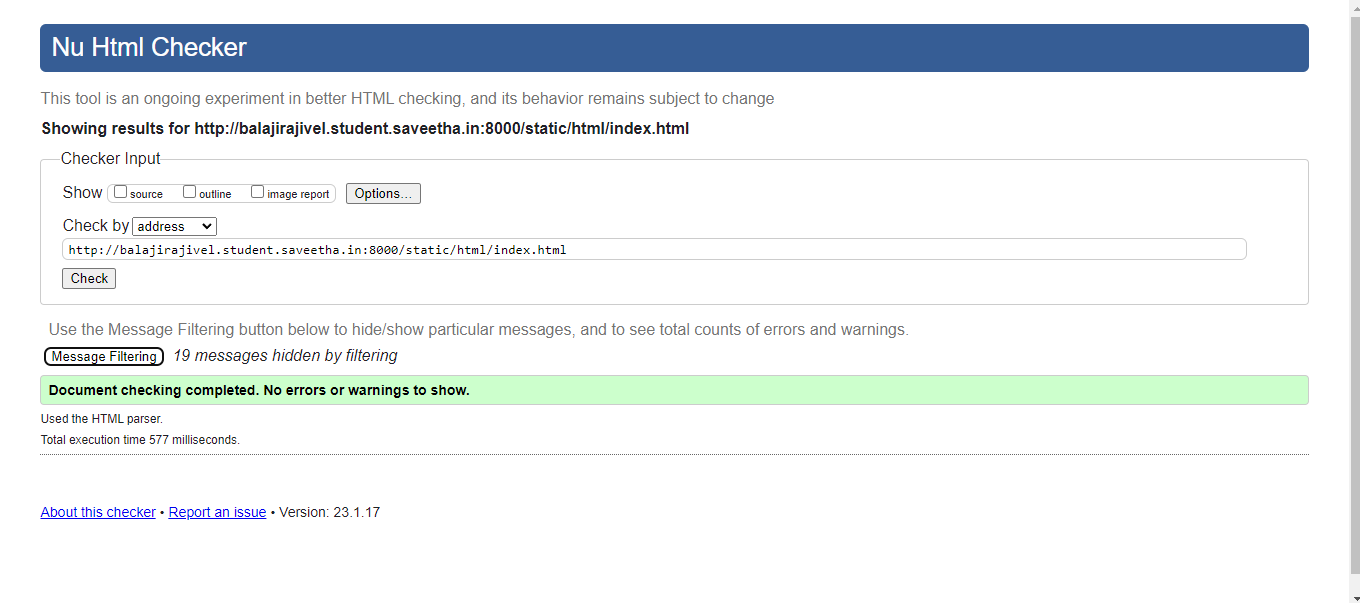 Nu Html Checker
This tool is an ongoing experiment in better HTML checking, and its behavior remains subject to change
Showing results for http://balajirajivel.student.saveetha.in:8000/static/html/index.html
Checker Input
Show source outline image report Options...
Check by address
http://balajirajivel.student.saveetha.in:8000/static/html/index.html
Check
Use the Message Filtering button below to hide/show particular messages, and to see total counts of errors and warnings.
Message Filtering 19 messages hidden by filtering
Document checking completed. No errors or warnings to show.
Used the HTML parser.
Total execution time 577 milliseconds.
About this checker • Report an issue • Version: 23.1.17